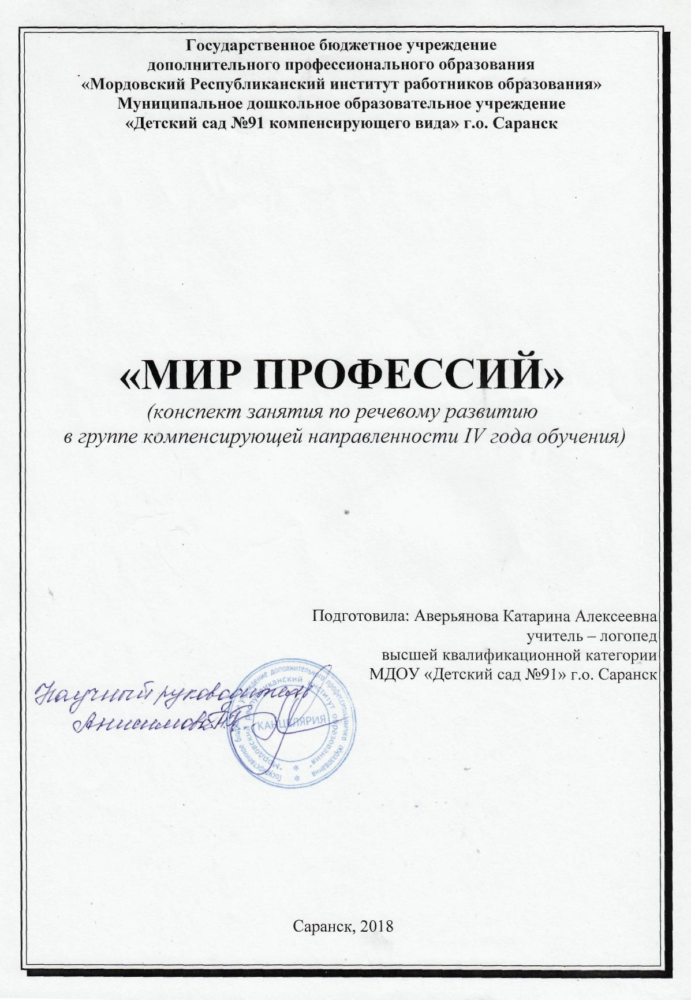 Государственное бюджетное учреждение
дополнительного профессионального образования
«Мордовский Республиканский институт работников образования»
Муниципальное дошкольное образовательное учреждение
«Детский сад №91 компенсирующего вида» г.о. Саранск
«МИР ПРОФЕССИЙ»
(конспект занятия по речевому развитию
в группе компенсирующей направленности IV года обучения)
Подготовила: Аверьянова Катарина Алексеевна
учитель – логопед
высшей квалификационной категории
МДОУ «Детский сад №91» г.о. Саранск
Научный руководитель
Анисимова
Государственное бюджетное учреждение дополнительного профессионального образования
"Мордовский республиканский институт образования"
КАНЦЕЛЯРИЯ
Саранск, 2018